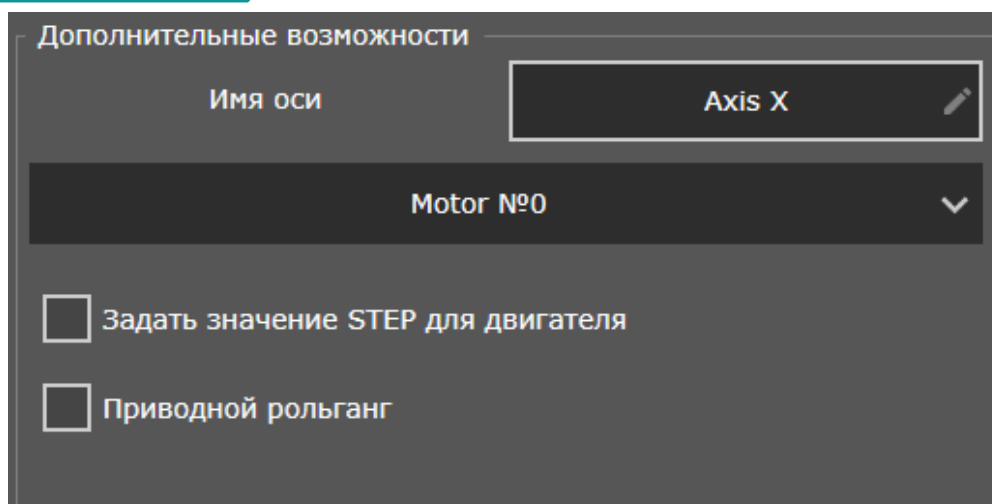 Дополнительные возможности
Имя оси
Axis X
Motor №0
Задать значение STEP для двигателя
Приводной рольганг